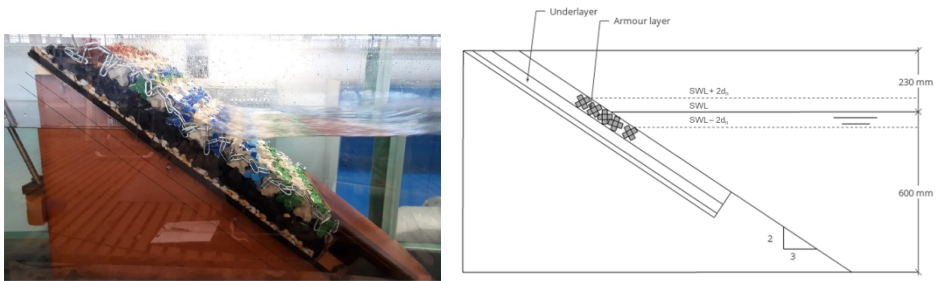 Underlayer
Armour layer
230 mm
SWL + 2dₙ
SWL
SWL – 2dₙ
600 mm
2
3